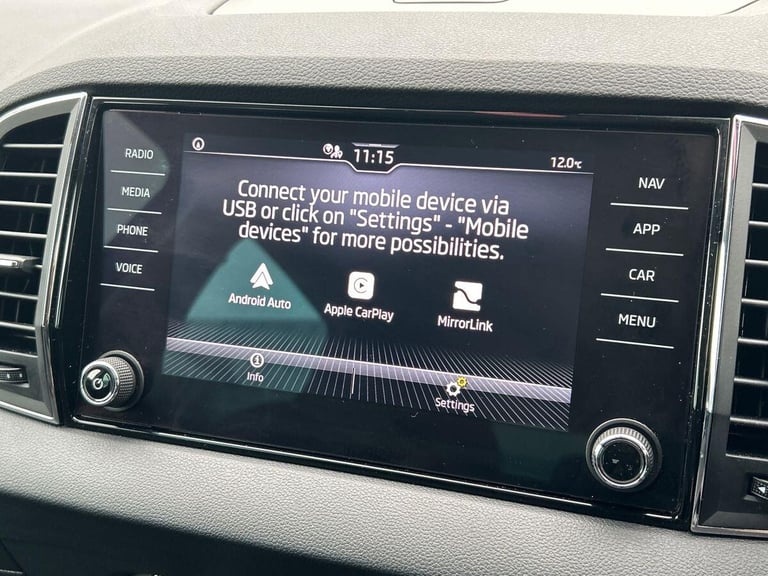 RADIO
MEDIA
PHONE
VOICE
11:15
12.0°C
Connect your mobile device via
USB or click on "Settings" - "Mobile
devices" for more possibilities.
Android Auto
Apple CarPlay
MirrorLink
Info
Settings
NAV
APP
CAR
MENU